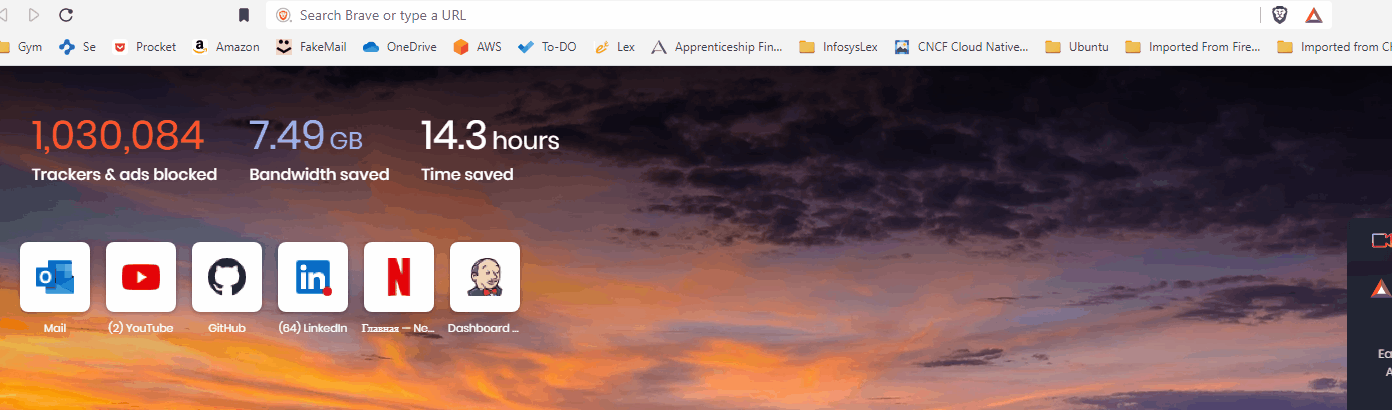 Search Brave or type a URL
Gym Se Procket Amazon FakeMail OneDrive AWS To-DO Lex Apprenticeship Fin... InfosysLex CNCF Cloud Native... Ubuntu Imported From Fire... Imported from
1,030,084 7.49 GB 14.3 hours
Trackers & ads blocked Bandwidth saved Time saved
Mail (2) YouTube GitHub (64) LinkedIn Главная — Ne... Dashboard ...